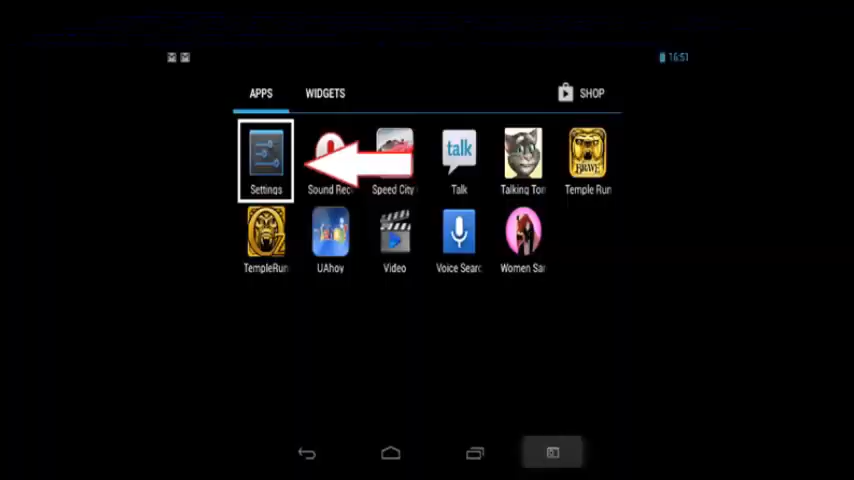 16:51
APPS WIDGETS SHOP
talk
BRAVE
Settings Sound Rec Speed City Talk Talking Tom Temple Run
TempleRun UAhoy Video Voice Searc Women Sa